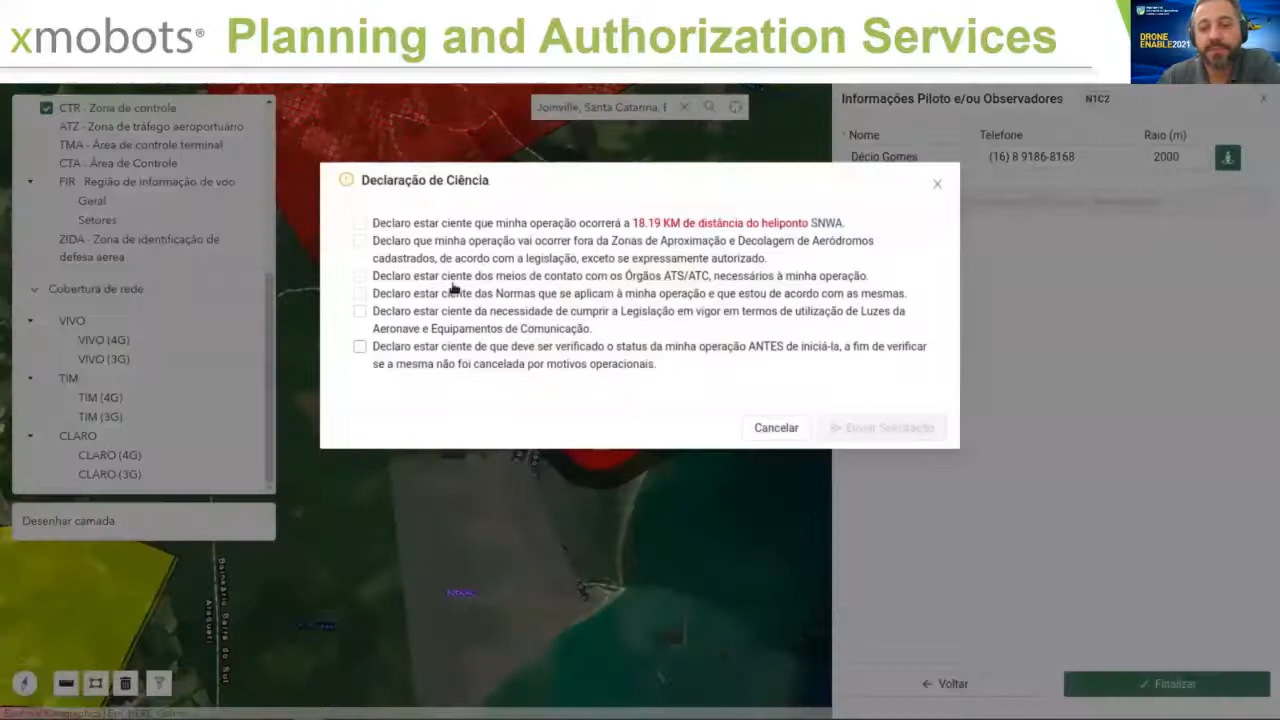 xmobots® Planning and Authorization Services
DRONE
ENABLE2021
CTR - Zona de controle
ATZ - Zona de tráfego aeroportuário
TMA - Área de controle terminal
CTA - Área de Controle
FIR - Região de informação de voo
Geral
Setores
ZIDA - Zona de identificação de
defesa aerea
Cobertura de rede
VIVO
VIVO (4G)
VIVO (3G)
TIM
TIM (4G)
TIM (3G)
CLARO
CLARO (4G)
CLARO (3G)
Desenhar camada
Joinville, Santa Catarina, E
Informações Piloto e/ou Observadores N1C2
* Nome Telefone Raio (m)
Décio Gomes (16) 8 9186-8168 2000
Declaração de Ciência
Declaro estar ciente que minha operação ocorrerá a 18.19 KM de distância do heliponto SNWA.
Declaro que minha operação vai ocorrer fora da Zonas de Aproximação e Decolagem de Aeródromos
cadastrados, de acordo com a legislação, exceto se expressamente autorizado.
Declaro estar ciente dos meios de contato com os Órgãos ATS/ATC, necessários à minha operação.
Declaro estar ciente das Normas que se aplicam à minha operação e que estou de acordo com as mesmas.
Declaro estar ciente da necessidade de cumprir a Legislação em vigor em termos de utilização de Luzes da
Aeronave e Equipamentos de Comunicação.
Declaro estar ciente de que deve ser verificado o status da minha operação ANTES de iniciá-la, a fim de verificar
se a mesma não foi cancelada por motivos operacionais.
Cancelar Enviar Solicitação
Balneário Barra do Sul
Araquari
Voltar Finalizar